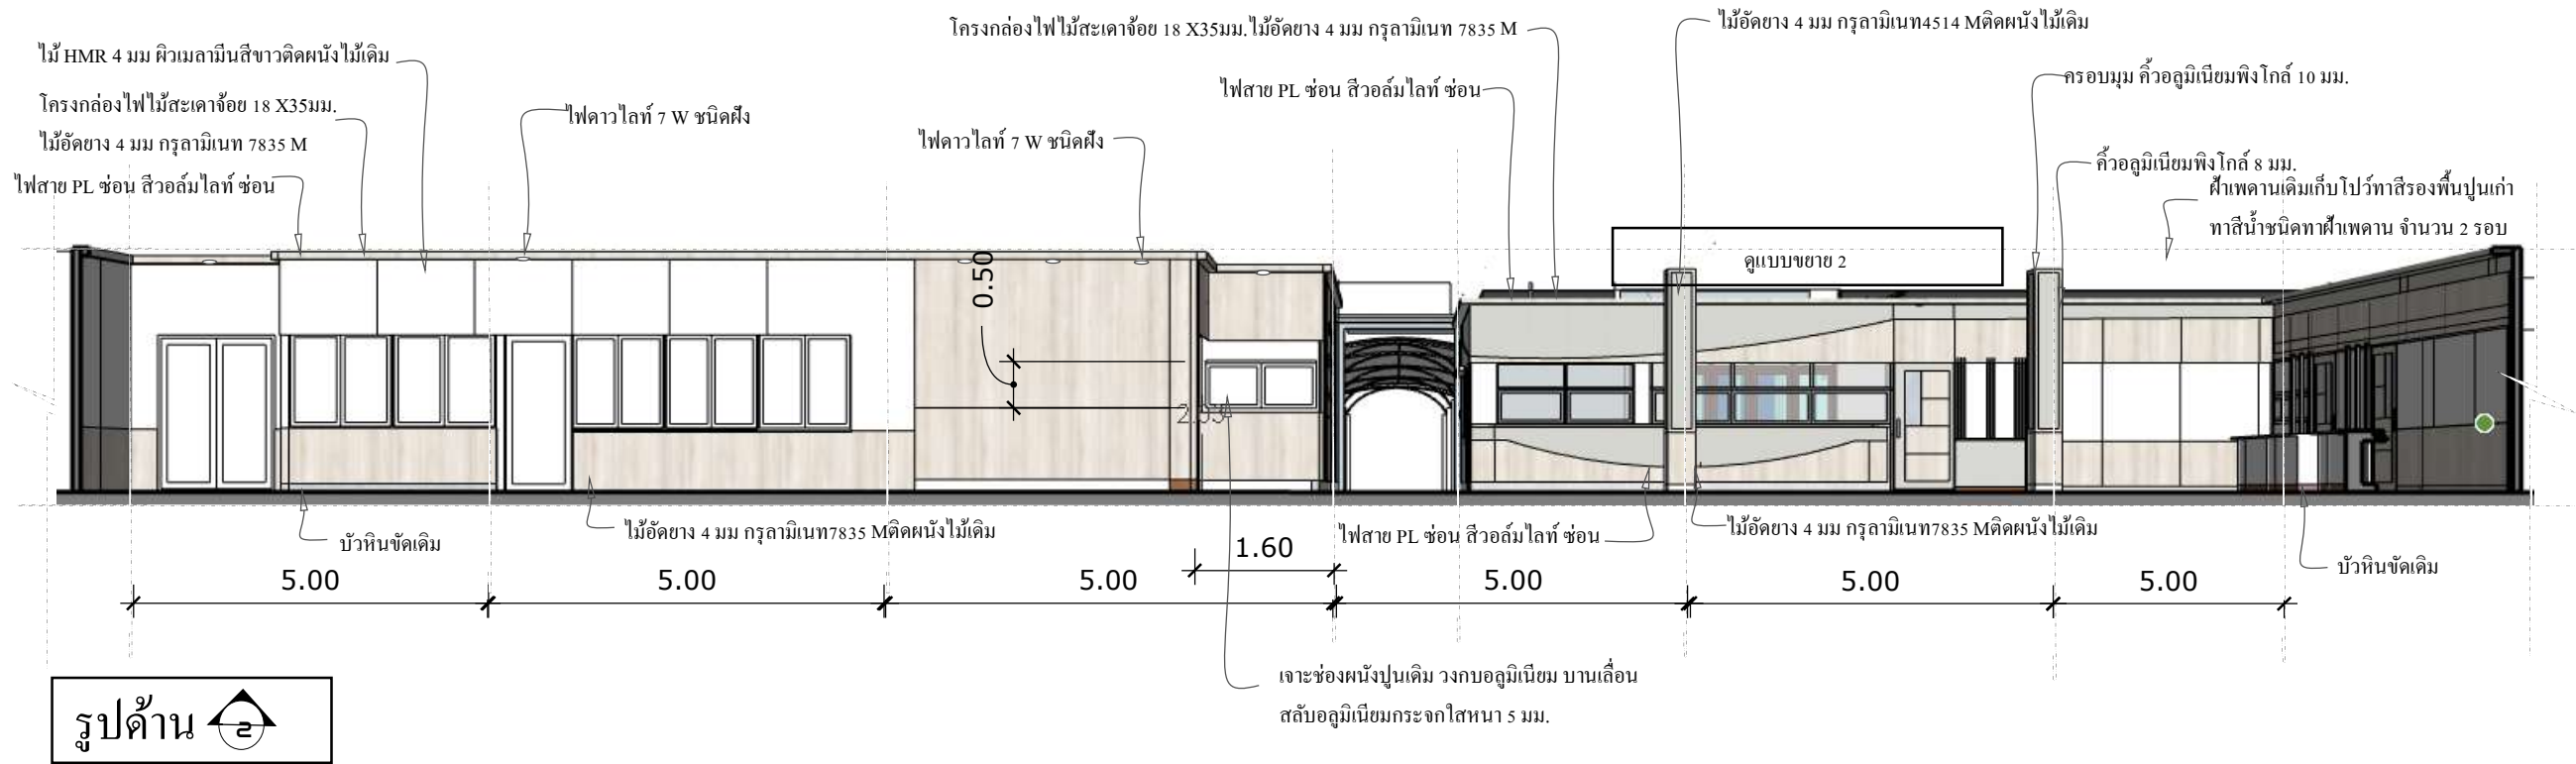 โครงกล่องไฟไม้สะเดาจ้อย 18 X35มม.ไม้อัดยาง 4 มม กรุลามิเนท 7835 M
ไม้อัดยาง 4 มม กรุลามิเนท4514 Mติดผนังไม้เดิม
ไม้ HMR 4 มม ผิวเมลามีนสีขาวติดผนังไม้เดิม
ไฟสาย PL ซ่อน สีวอล์มไลท์ ซ่อน
ครอบมุม คิ้วอลูมิเนียมพิงโกล์ 10 มม.
โครงกล่องไฟไม้สะเดาจ้อย 18 X35มม.
ไม้อัดยาง 4 มม กรุลามิเนท 7835 M
ไฟดาวไลท์ 7 W ชนิดฝัง
ไฟดาวไลท์ 7 W ชนิดฝัง
คิ้วอลูมิเนียมพิงโกล์ 8 มม.
ไฟสาย PL ซ่อน สีวอล์มไลท์ ซ่อน
ฝ้าเพดานเดิมเก็บโปว์ทาสีรองพื้นปูนเก่า
ทาสีน้ำชนิดทาฝ้าเพดาน จำนวน 2 รอบ
ดูแบบขยาย 2
0.50
บัวหินขัดเดิม
ไม้อัดยาง 4 มม กรุลามิเนท7835 Mติดผนังไม้เดิม
ไฟสาย PL ซ่อน สีวอล์มไลท์ ซ่อน
ไม้อัดยาง 4 มม กรุลามิเนท7835 Mติดผนังไม้เดิม
บัวหินขัดเดิม
1.60
5.00 5.00 5.00 5.00 5.00 5.00
เจาะช่องผนังปูนเดิม วงกบอลูมิเนียม บานเลื่อน
สลับอลูมิเนียมกระจกใสหนา 5 มม.
รูปด้าน 2